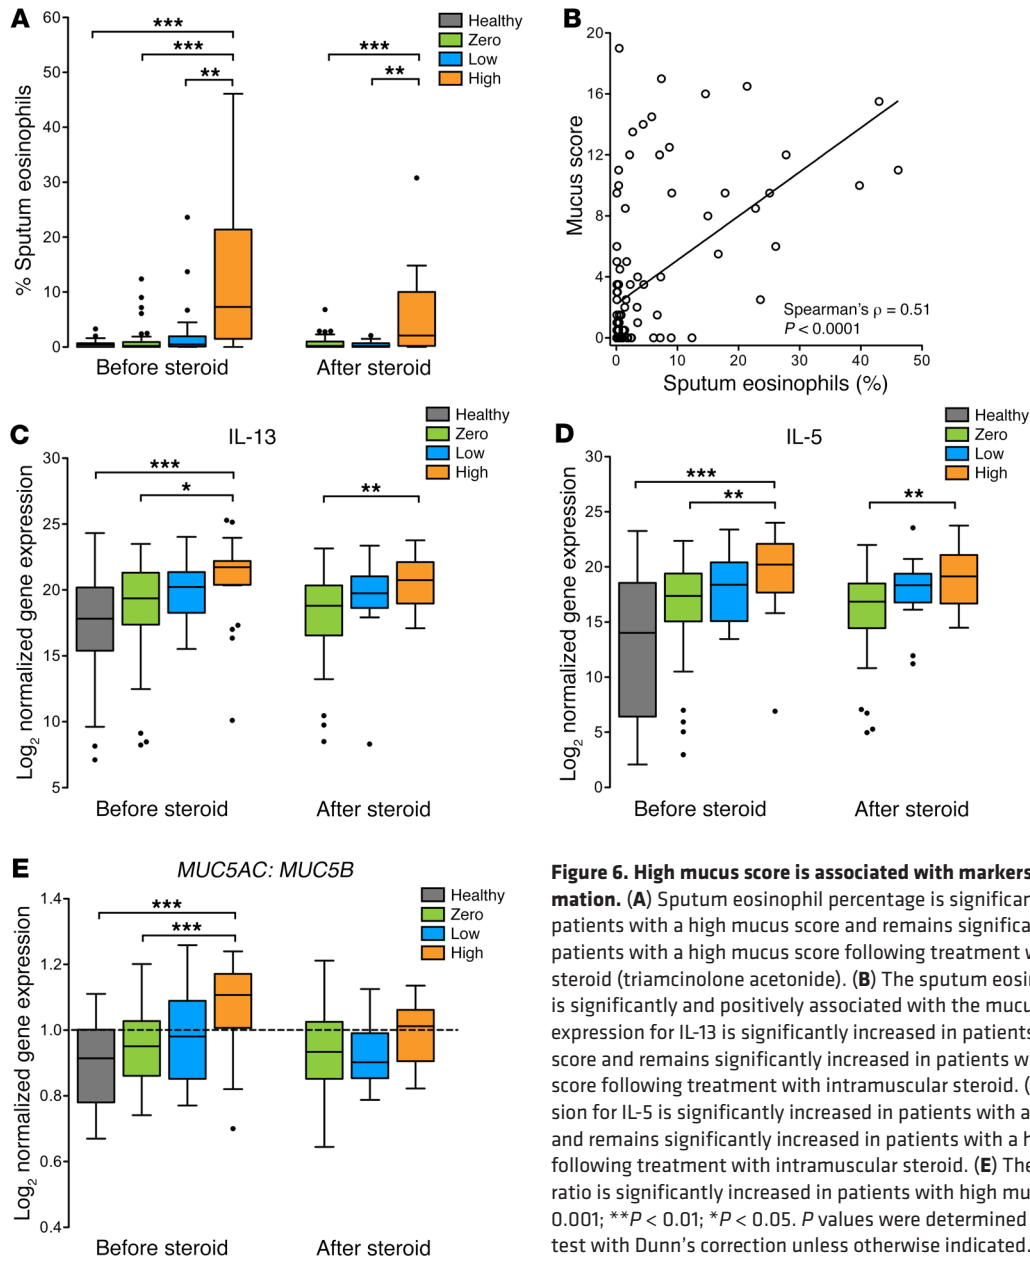 A
60
50
40
30
20
10
0
% Sputum eosinophils
***
***
**
***
**
Healthy
Zero
Low
High
Before steroid
After steroid
B
20
16
12
8
4
0
Mucus score
0
10
20
30
40
50
Sputum eosinophils (%)
Spearman's ρ = 0.51
P < 0.0001
C
IL-13
Healthy
Zero
Low
High
30
25
20
15
10
5
Log2 normalized gene expression
***
*
**
Before steroid
After steroid
D
IL-5
Healthy
Zero
Low
High
30
25
20
15
10
5
0
Log2 normalized gene expression
***
**
**
Before steroid
After steroid
E
MUC5AC: MUC5B
Healthy
Zero
Low
High
1.4
1.2
1.0
0.8
0.6
0.4
Log2 normalized gene expression
***
***
Before steroid
After steroid
Figure 6. High mucus score is associated with markers
mation. (A) Sputum eosinophil percentage is significan
patients with a high mucus score and remains significa
patients with a high mucus score following treatment w
steroid (triamcinolone acetonide). (B) The sputum eosin
is significantly and positively associated with the mucu
expression for IL-13 is significantly increased in patients
score and remains significantly increased in patients w
score following treatment with intramuscular steroid. (
sion for IL-5 is significantly increased in patients with a
and remains significantly increased in patients with a h
following treatment with intramuscular steroid. (E) The
ratio is significantly increased in patients with high mu
0.001; **P < 0.01; *P < 0.05. P values were determined
test with Dunn's correction unless otherwise indicated.